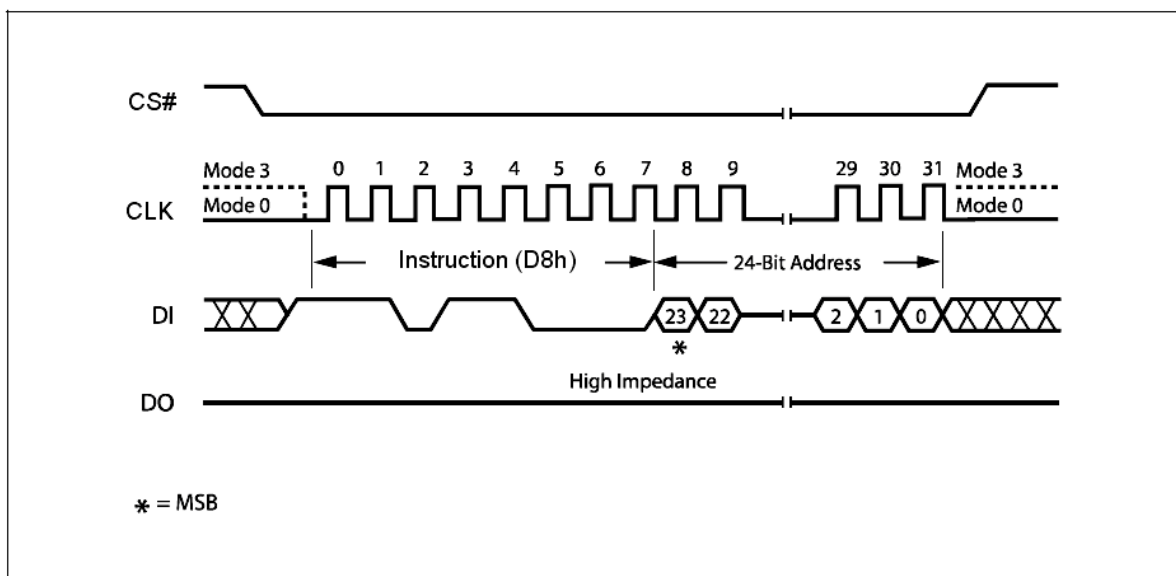 CS#
Mode 3 0 1 2 3 4 5 6 7 8 9 29 30 31 Mode 3
CLK Mode 0 Mode 0
Instruction (D8h) 24-Bit Address
DI 23 22 2 1 0
*
High Impedance
DO
* = MSB